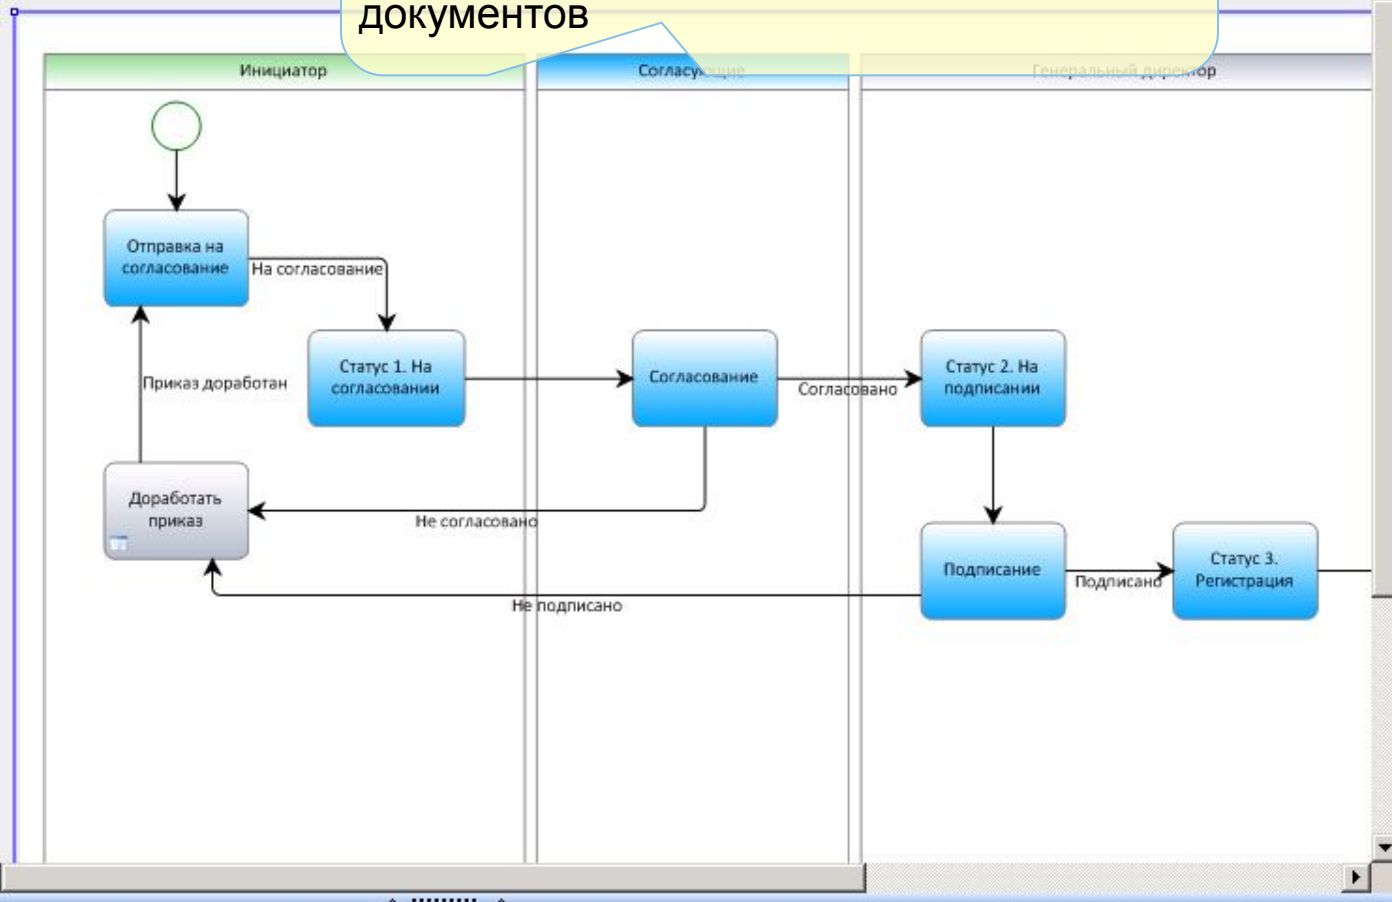 документов
Инициатор
Согласующие
Генеральный директор
Отправка на
согласование
На согласование
Приказ доработан
Статус 1. На
согласовании
Согласование
Согласовано
Статус 2. На
подписании
Доработать
приказ
Не согласовано
Подписание
Подписано
Статус 3.
Регистрация
Не подписано